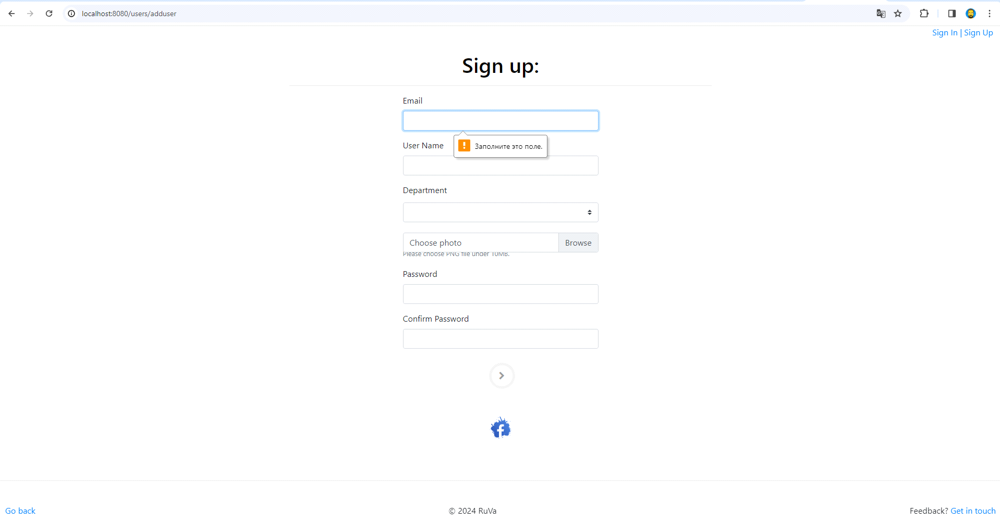 localhost:8080/users/adduser
Sign In | Sign Up
Sign up:
Email
Заполните это поле.
User Name
Department
Choose photo Browse
Please choose PNG file under 10MB.
Password
Confirm Password
Go back © 2024 RuVa Feedback? Get in touch